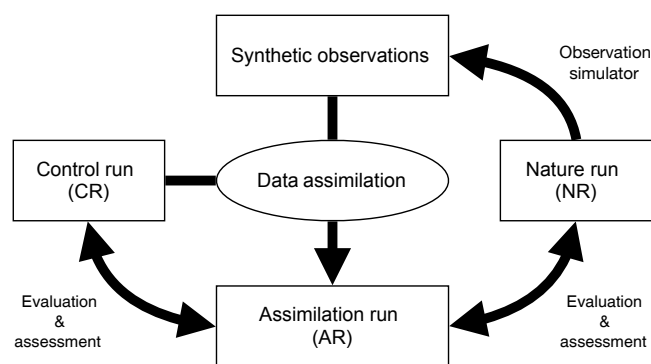 Synthetic observations
Observation
simulator
Control run
(CR)
Data assimilation
Nature run
(NR)
Evaluation
&
assessment
Assimilation run
(AR)
Evaluation
&
assessment